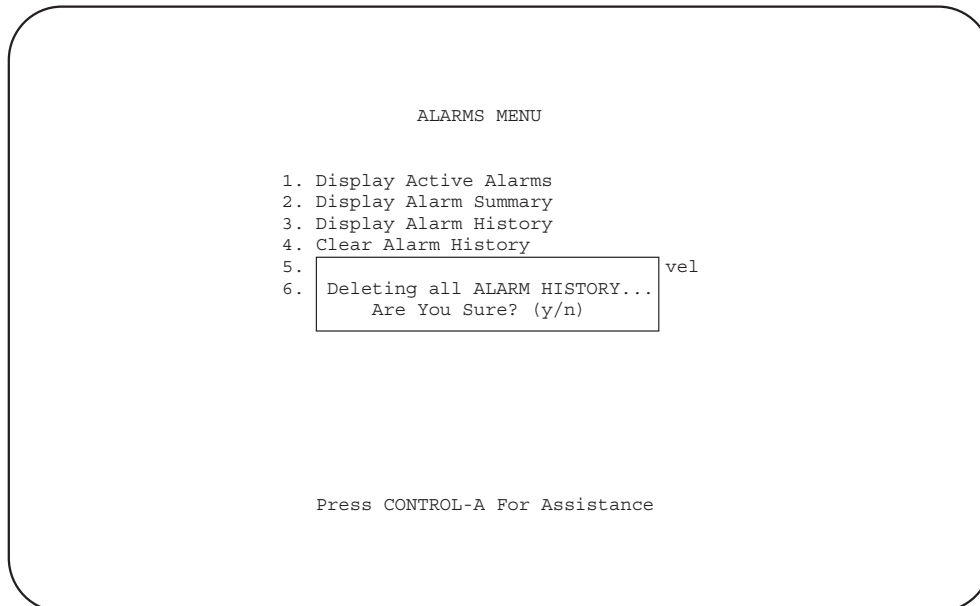 ALARMS MENU
1. Display Active Alarms
2. Display Alarm Summary
3. Display Alarm History
4. Clear Alarm History
5. vel
6.
Deleting all ALARM HISTORY...
Are You Sure? (y/n)
Press CONTROL-A For Assistance